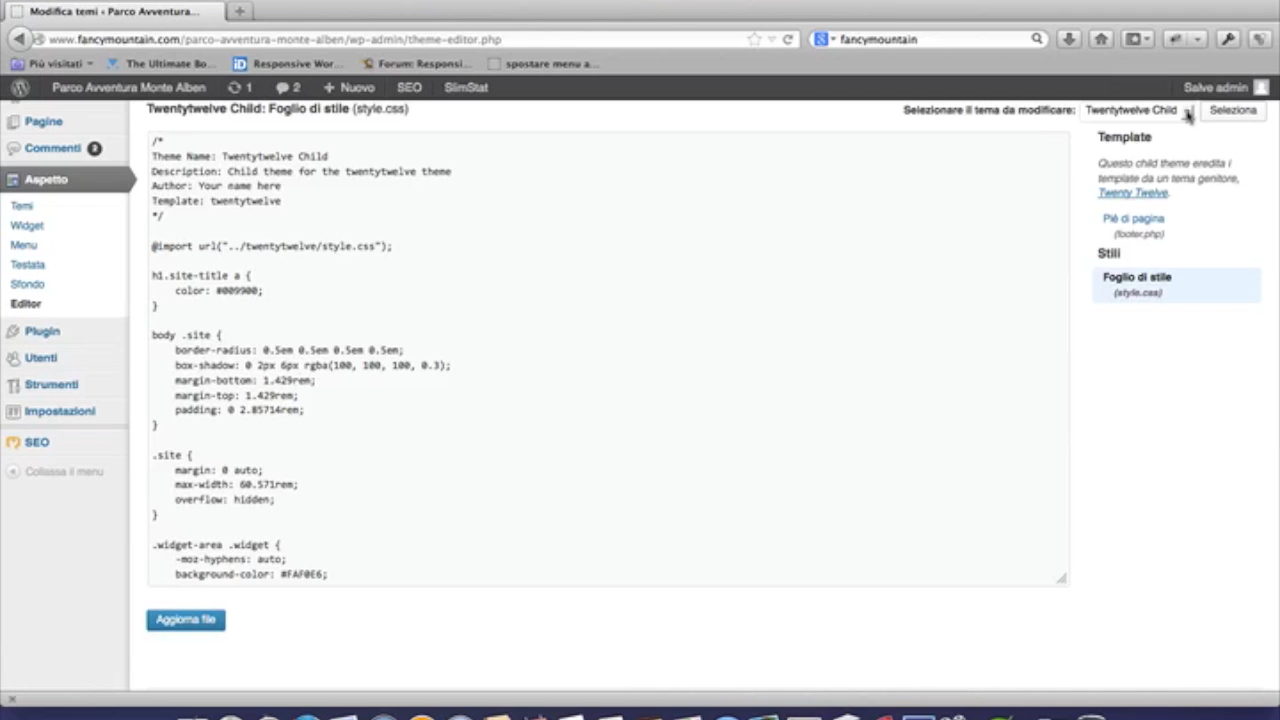 Modifica temi ‹ Parco Avventura...
www.fancymountain.com/parco-avventura-monte-alben/wp-admin/theme-editor.php
fancymountain
Più visitati
The Ultimate Bo...
Responsive Wor...
Forum: Responsi...
spostare menu a...
Parco Avventura Monte Alben
1
2
+ Nuovo
SEO
SlimStat
Salve admin
Pagine
Commenti 2
Aspetto
Temi
Widget
Menu
Testata
Sfondo
Editor
Plugin
Utenti
Strumenti
Impostazioni
SEO
Collassa il menu
Twentytwelve Child: Foglio di stile (style.css)
Selezionare il tema da modificare:
Twentytwelve Child
Seleziona
/*
Theme Name: Twentytwelve Child
Description: Child theme for the twentytwelve theme
Author: Your name here
Template: twentytwelve
*/
@import url("../twentytwelve/style.css");
h1.site-title a {
color: #009900;
}
body .site {
border-radius: 0.5em 0.5em 0.5em 0.5em;
box-shadow: 0 2px 6px rgba(100, 100, 100, 0.3);
margin-bottom: 1.429rem;
margin-top: 1.429rem;
padding: 0 2.85714rem;
}
.site {
margin: 0 auto;
max-width: 60.571rem;
overflow: hidden;
}
.widget-area .widget {
-moz-hyphens: auto;
background-color: #FAF0E6;
Aggiorna file
Template
Questo child theme eredita i
template da un tema genitore,
Twenty Twelve.
Piè di pagina
(footer.php)
Stili
Foglio di stile
(style.css)